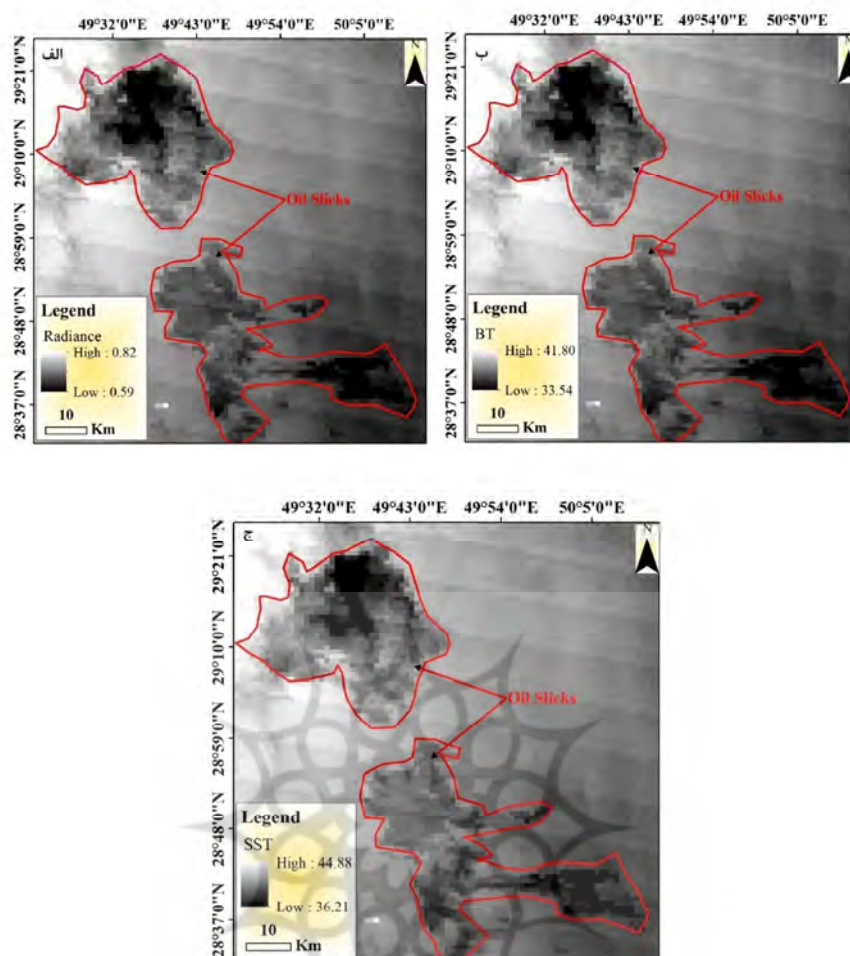 49°32'0"E 49°43'0"E 49°54'0"E 50°5'0"E
الف
N
29°21'0"N
29°10'0"N
28°59'0"N
28°48'0"N
28°37'0"N
Oil Slicks
Legend
Radiance
High : 0.82
Low : 0.59
10
Km
49°32'0"E 49°43'0"E 49°54'0"E 50°5'0"E
ب
N
29°21'0"N
29°10'0"N
28°59'0"N
28°48'0"N
28°37'0"N
Oil Slicks
Legend
BT
High : 41.80
Low : 33.54
10
Km
49°32'0"E 49°43'0"E 49°54'0"E 50°5'0"E
ج
N
29°21'0"N
29°10'0"N
28°59'0"N
28°48'0"N
28°37'0"N
Oil Slicks
Legend
SST
High : 44.88
Low : 36.21
10
Km